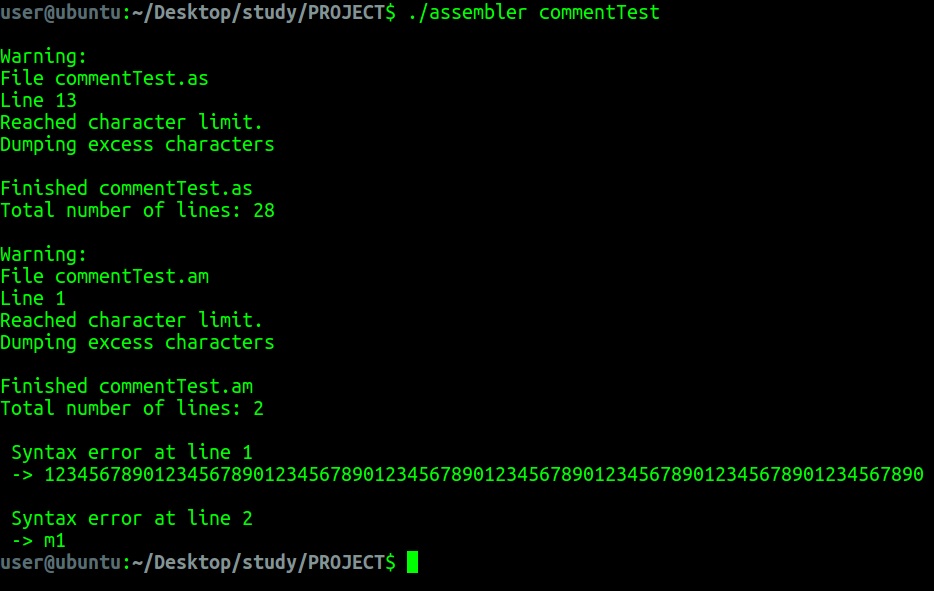 user@ubuntu:~/Desktop/study/PROJECT$ ./assembler commentTest
Warning:
File commentTest.as
Line 13
Reached character limit.
Dumping excess characters
Finished commentTest.as
Total number of lines: 28
Warning:
File commentTest.am
Line 1
Reached character limit.
Dumping excess characters
Finished commentTest.am
Total number of lines: 2
Syntax error at line 1
-> 12345678901234567890123456789012345678901234567890123456789012345678901234567890
Syntax error at line 2
-> m1
user@ubuntu:~/Desktop/study/PROJECT$